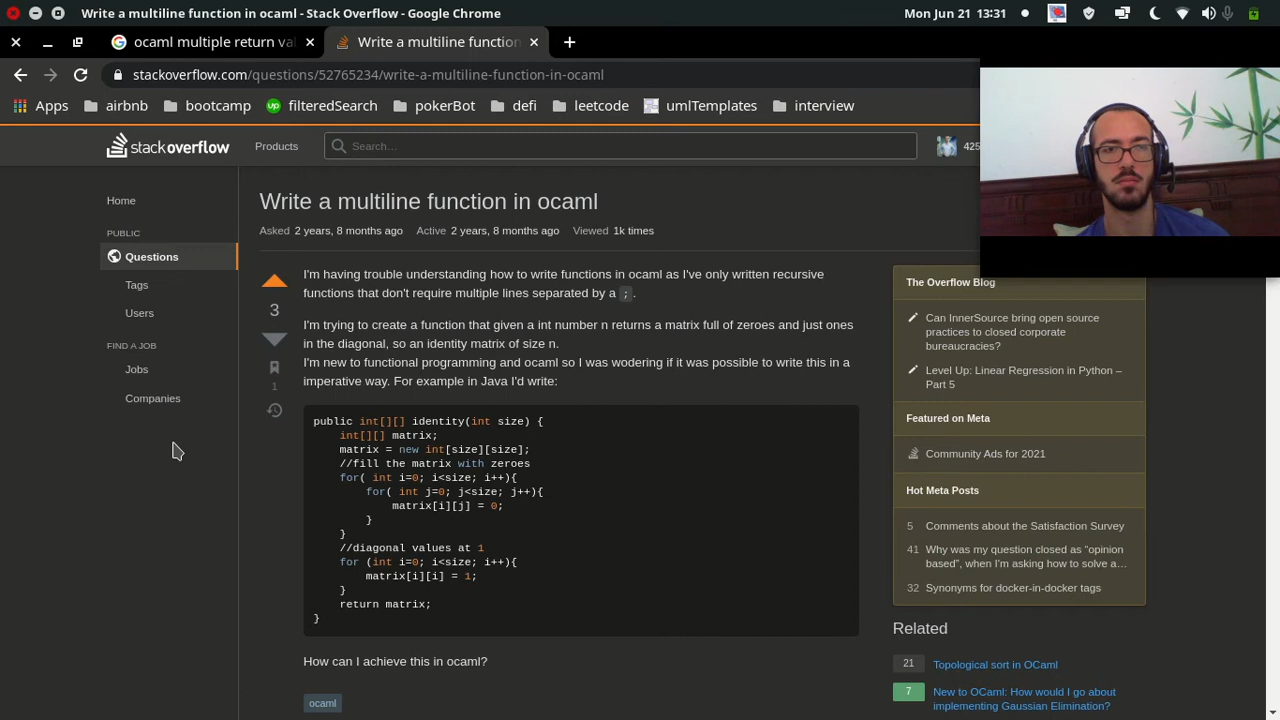 Write a multiline function in ocaml - Stack Overflow - Google Chrome
Mon Jun 21 13:31
ocaml multiple return val
Write a multiline function
stackoverflow.com/questions/52765234/write-a-multiline-function-in-ocaml
Apps
airbnb
bootcamp
up
filteredSearch
pokerBot
defi
leetcode
umlTemplates
interview
stackoverflow
Products
Search…
425
Home
PUBLIC
Questions
Tags
Users
FIND A JOB
Jobs
Companies
Write a multiline function in ocaml
Asked 2 years, 8 months ago Active 2 years, 8 months ago Viewed 1k times
3
1
I'm having trouble understanding how to write functions in ocaml as I've only written recursive
functions that don't require multiple lines separated by a ; .
I'm trying to create a function that given a int number n returns a matrix full of zeroes and just ones
in the diagonal, so an identity matrix of size n.
I'm new to functional programming and ocaml so I was wodering if it was possible to write this in a
imperative way. For example in Java I'd write:
public int[][] identity(int size) {
int[][] matrix;
matrix = new int[size][size];
//fill the matrix with zeroes
for( int i=0; i<size; i++){
for( int j=0; j<size; j++){
matrix[i][j] = 0;
}
}
//diagonal values at 1
for (int i=0; i<size; i++){
matrix[i][i] = 1;
}
return matrix;
}
How can I achieve this in ocaml?
ocaml
The Overflow Blog
Can InnerSource bring open source
practices to closed corporate
bureaucracies?
Level Up: Linear Regression in Python –
Part 5
Featured on Meta
Community Ads for 2021
Hot Meta Posts
5 Comments about the Satisfaction Survey
41 Why was my question closed as “opinion
based”, when I'm asking how to solve a…
32 Synonyms for docker-in-docker tags
Related
21 Topological sort in OCaml
7 New to OCaml: How would I go about
implementing Gaussian Elimination?